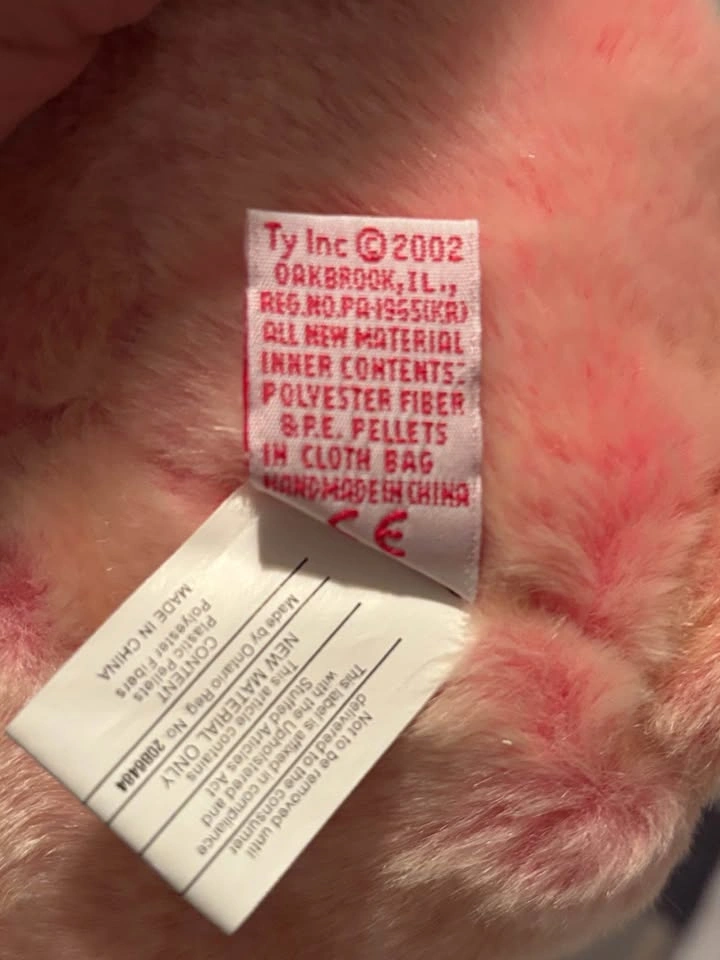 Ty Inc © 2002
OAKBROOK, IL.,
REG.NO.PA-1965(KR)
ALL NEW MATERIAL
INNER CONTENTS:
POLYESTER FIBER
& P.E. PELLETS
IN CLOTH BAG
HANDMADE IN CHINA
CE
Not to be removed until
delivered to the consumer
This label is affixed in compliance
with the Upholstered and
Stuffed Articles Act
This article contains
NEW MATERIAL ONLY
Made by Ontario Reg. No. 20B6484
CONTENT
Plastic Pellets
Polyester Fibers
MADE IN CHINA